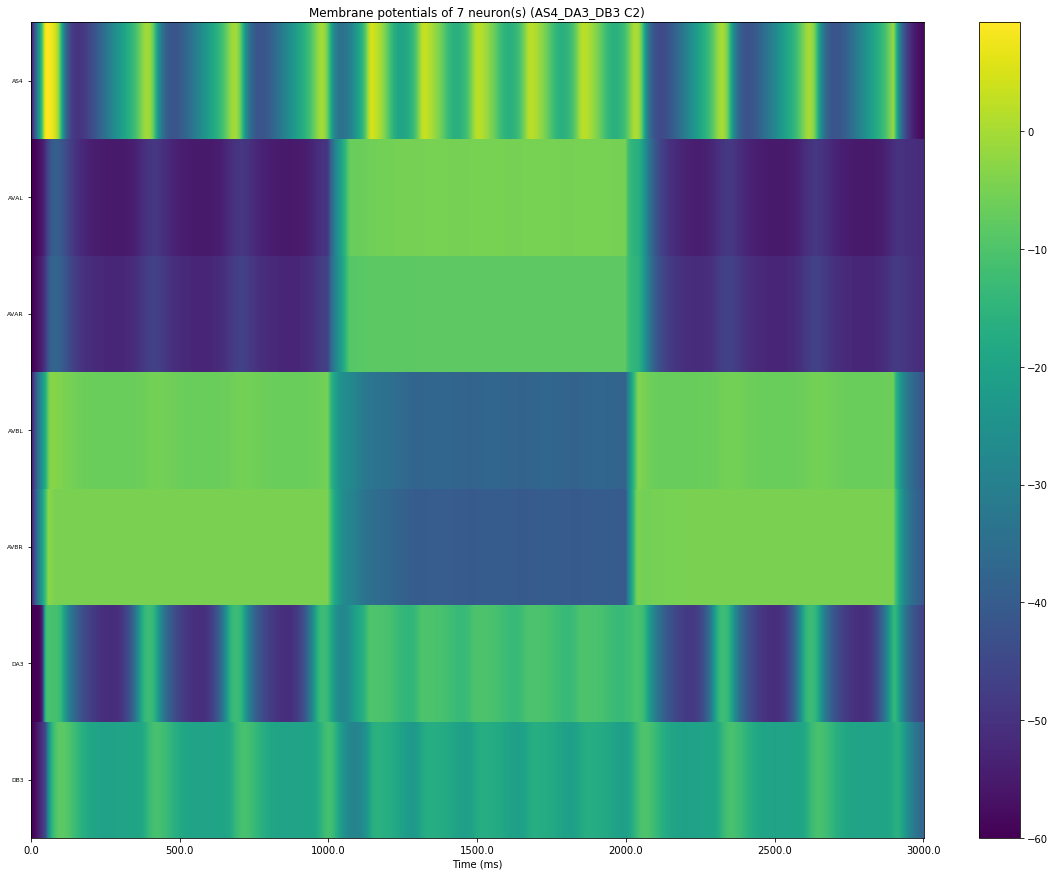 Membrane potentials of 7 neuron(s) (AS4_DA3_DB3 C2)
AS4
AVAL
AVAR
AVBL
AVBR
DA3
DB3
0
−10
−20
−30
−40
−50
−60
0.0 500.0 1000.0 1500.0 2000.0 2500.0 3000.0
Time (ms)